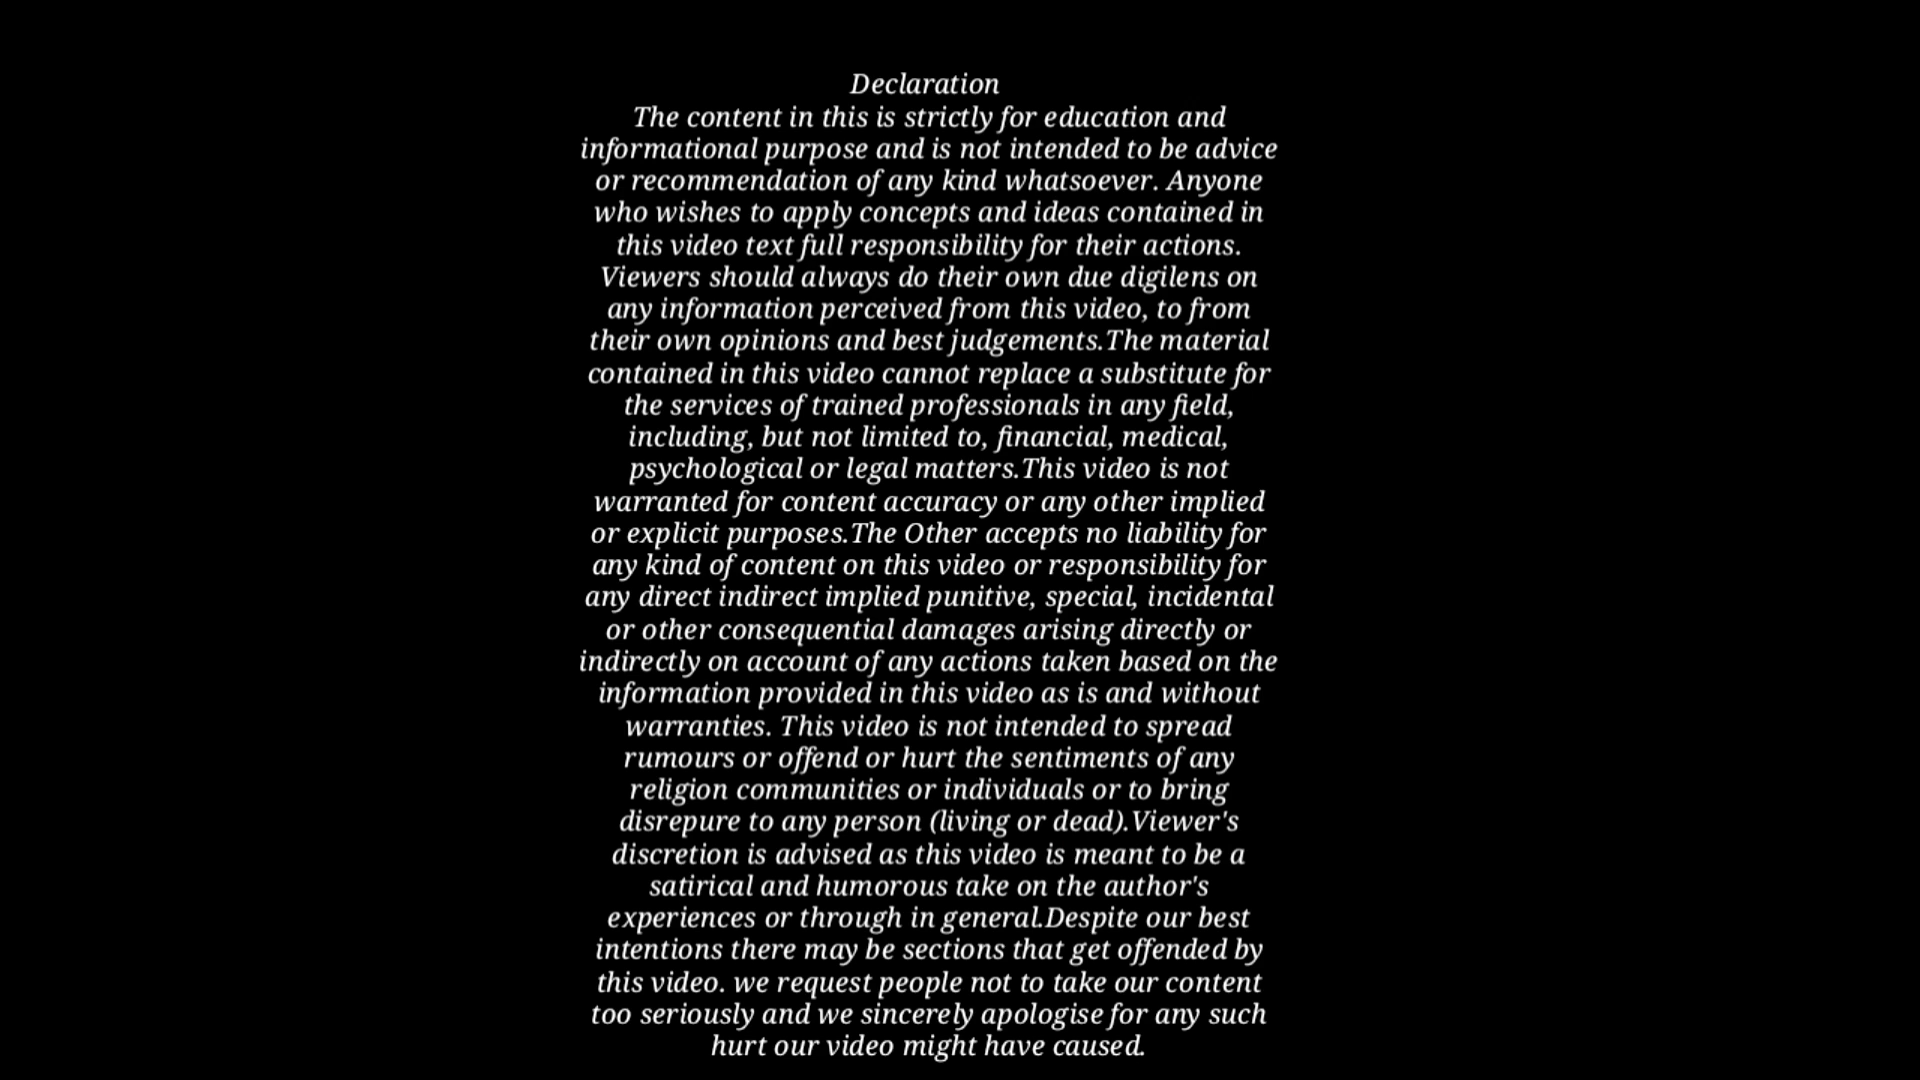 Declaration
The content in this is strictly for education and
informational purpose and is not intended to be advice
or recommendation of any kind whatsoever. Anyone
who wishes to apply concepts and ideas contained in
this video text full responsibility for their actions.
Viewers should always do their own due digilens on
any information perceived from this video, to from
their own opinions and best judgements.The material
contained in this video cannot replace a substitute for
the services of trained professionals in any field,
including, but not limited to, financial, medical,
psychological or legal matters.This video is not
warranted for content accuracy or any other implied
or explicit purposes.The Other accepts no liability for
any kind of content on this video or responsibility for
any direct indirect implied punitive, special, incidental
or other consequential damages arising directly or
indirectly on account of any actions taken based on the
information provided in this video as is and without
warranties. This video is not intended to spread
rumours or offend or hurt the sentiments of any
religion communities or individuals or to bring
disrepure to any person (living or dead).Viewer's
discretion is advised as this video is meant to be a
satirical and humorous take on the author's
experiences or through in general.Despite our best
intentions there may be sections that get offended by
this video. we request people not to take our content
too seriously and we sincerely apologise for any such
hurt our video might have caused.